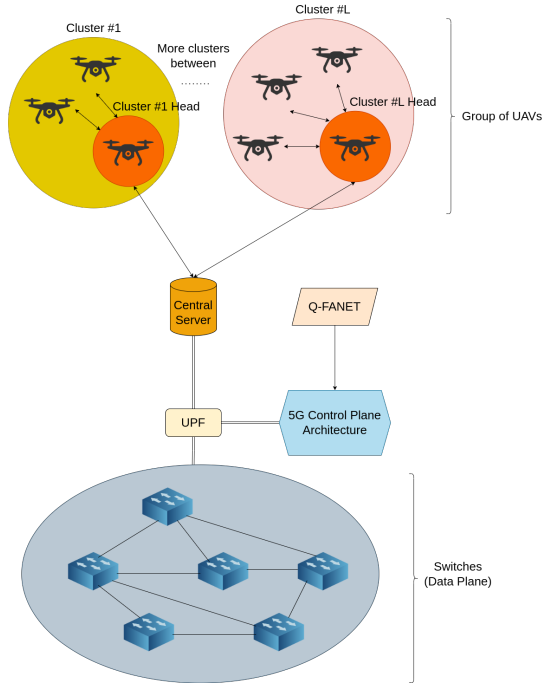 Cluster #1
Cluster #L
More clusters
between
........
Cluster #1 Head
Cluster #L Head
Group of UAVs
Central
Server
Q-FANET
UPF
5G Control Plane
Architecture
Switches
(Data Plane)